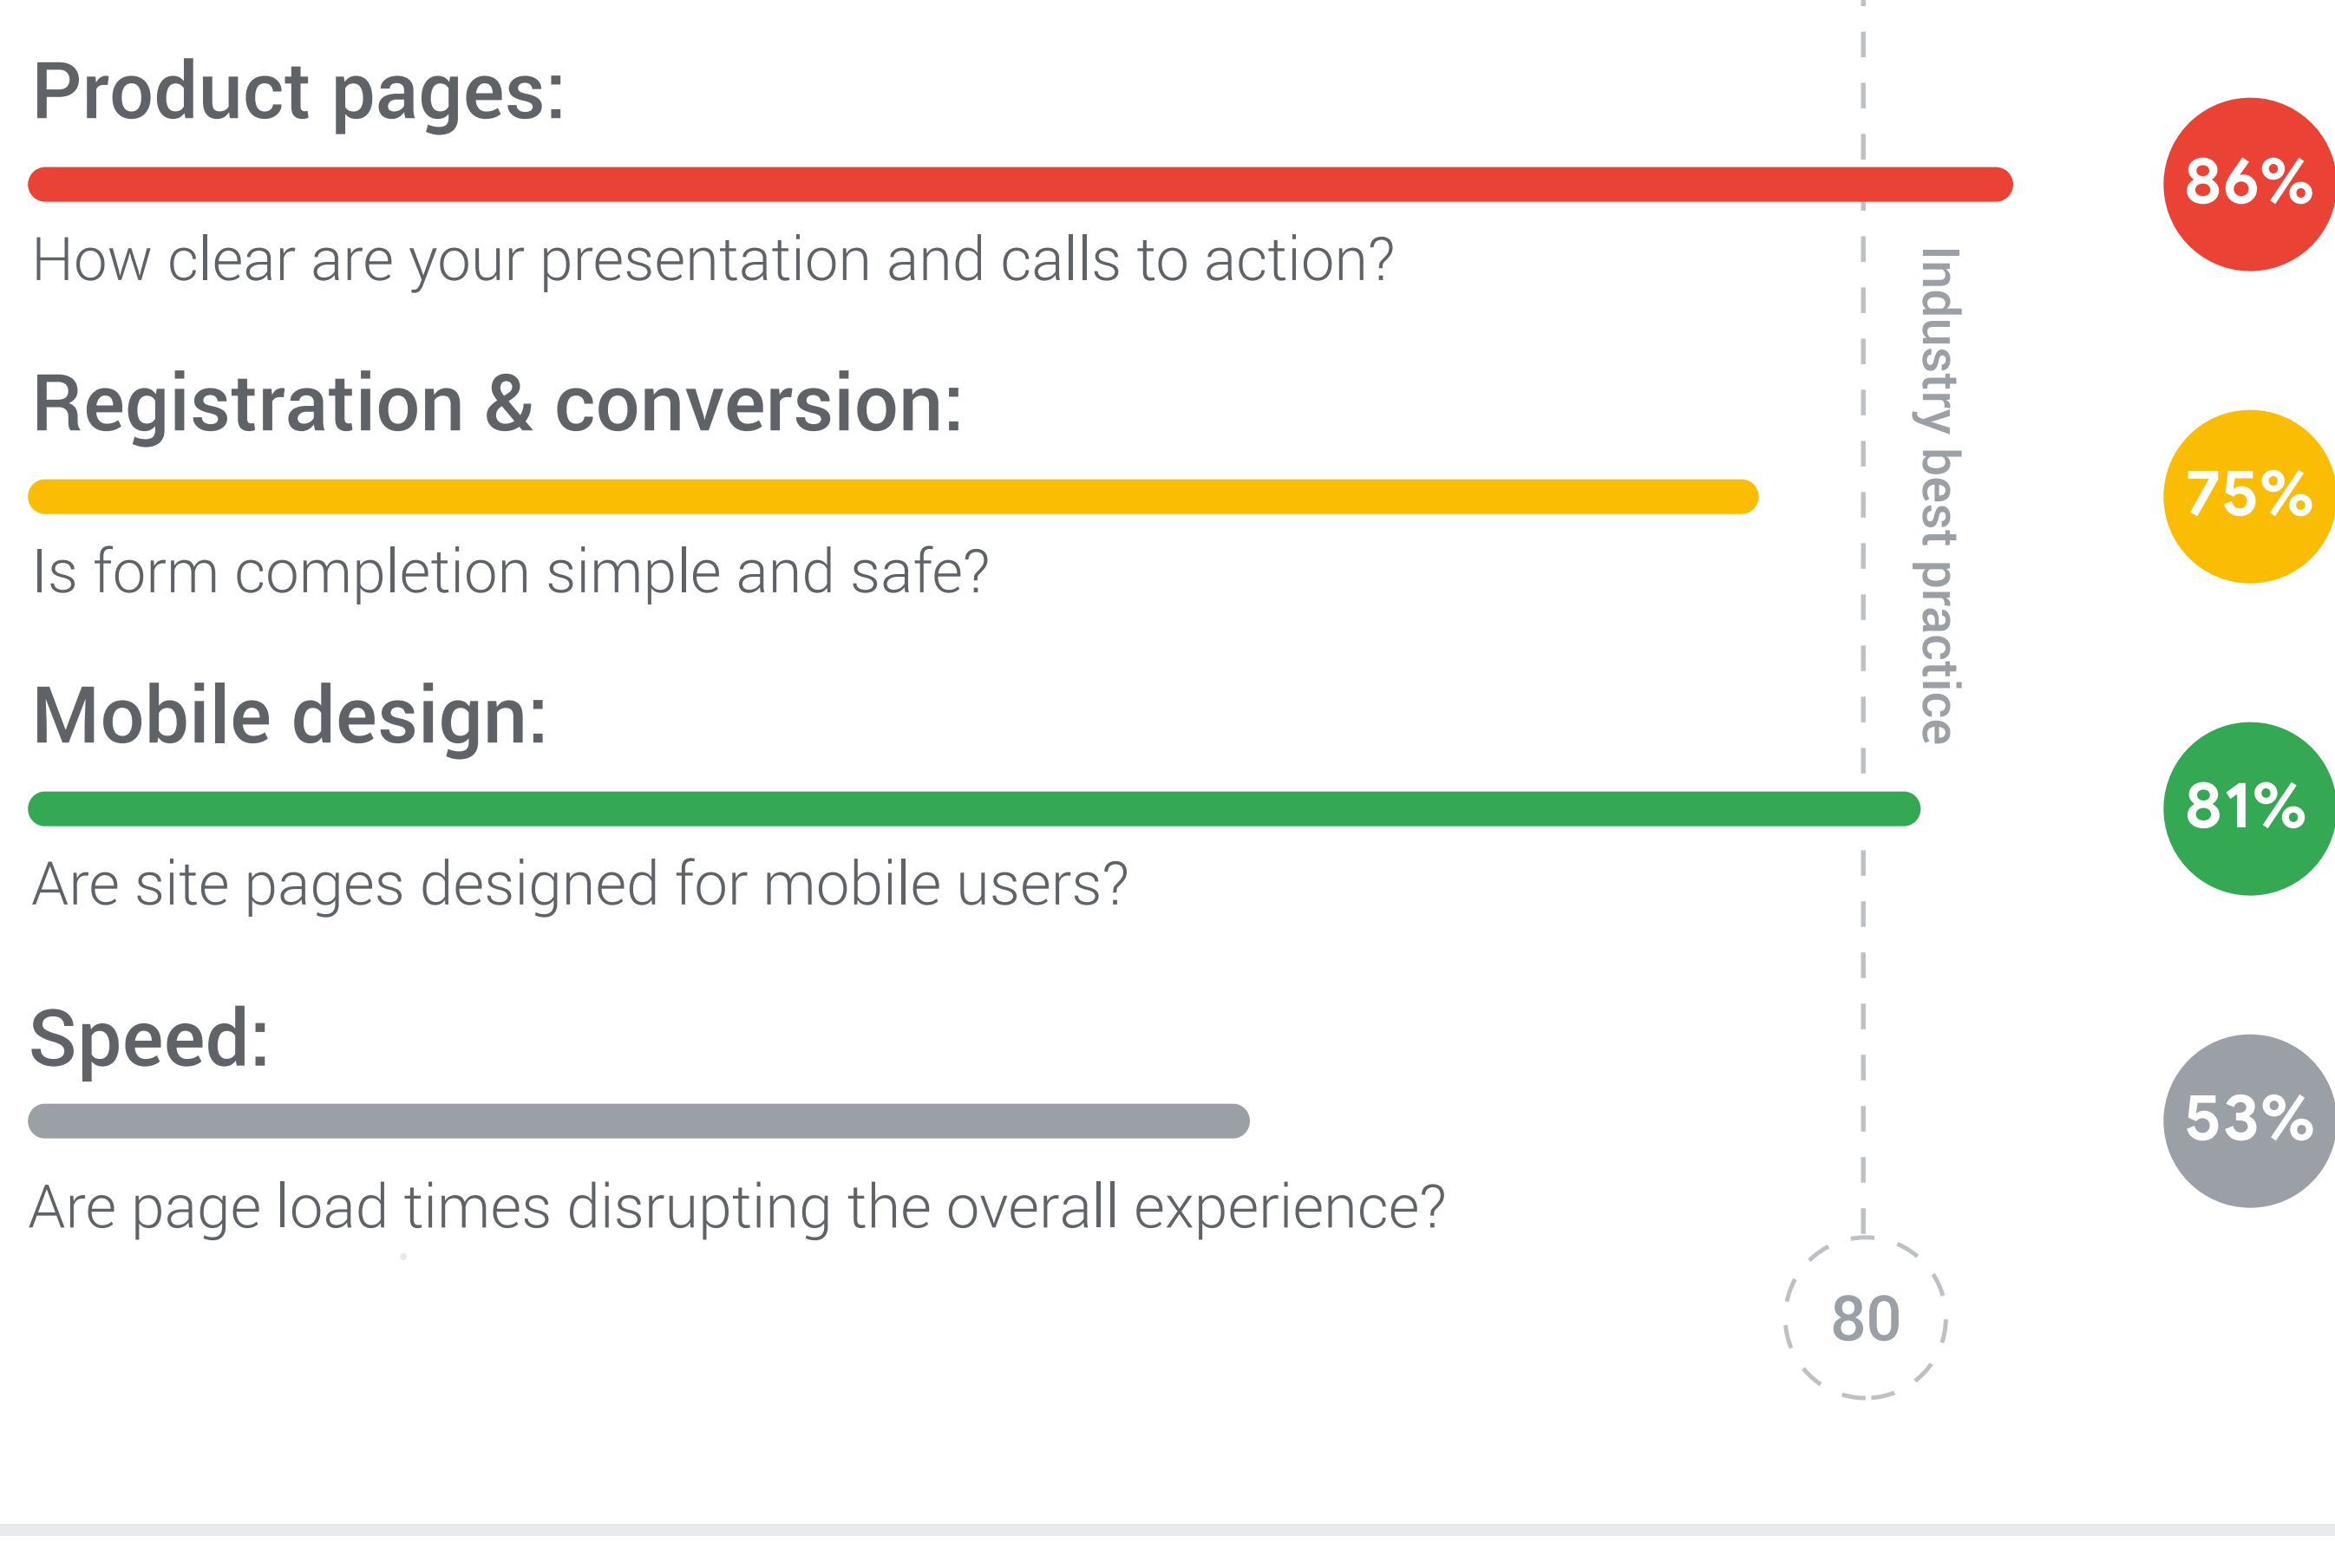 Product pages:
86%
How clear are your presentation and calls to action?
Industry best practice
Registration & conversion:
75%
Is form completion simple and safe?
Mobile design:
81%
Are site pages designed for mobile users?
Speed:
53%
Are page load times disrupting the overall experience?
80